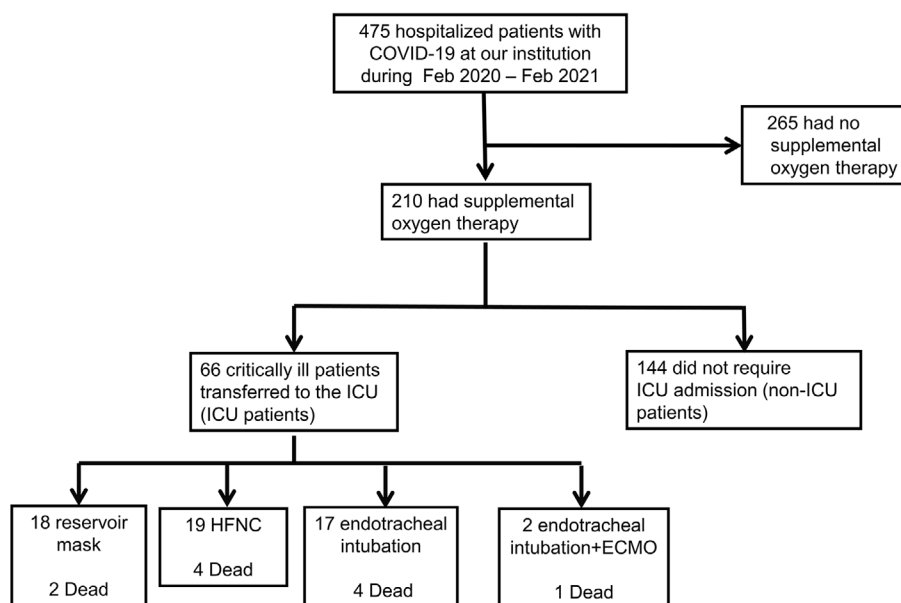 475 hospitalized patients with
COVID-19 at our institution
during Feb 2020 – Feb 2021
265 had no
supplemental
oxygen therapy
210 had supplemental
oxygen therapy
66 critically ill patients
transferred to the ICU
(ICU patients)
144 did not require
ICU admission (non-ICU
patients)
18 reservoir
mask
2 Dead
19 HFNC
4 Dead
17 endotracheal
intubation
4 Dead
2 endotracheal
intubation+ECMO
1 Dead